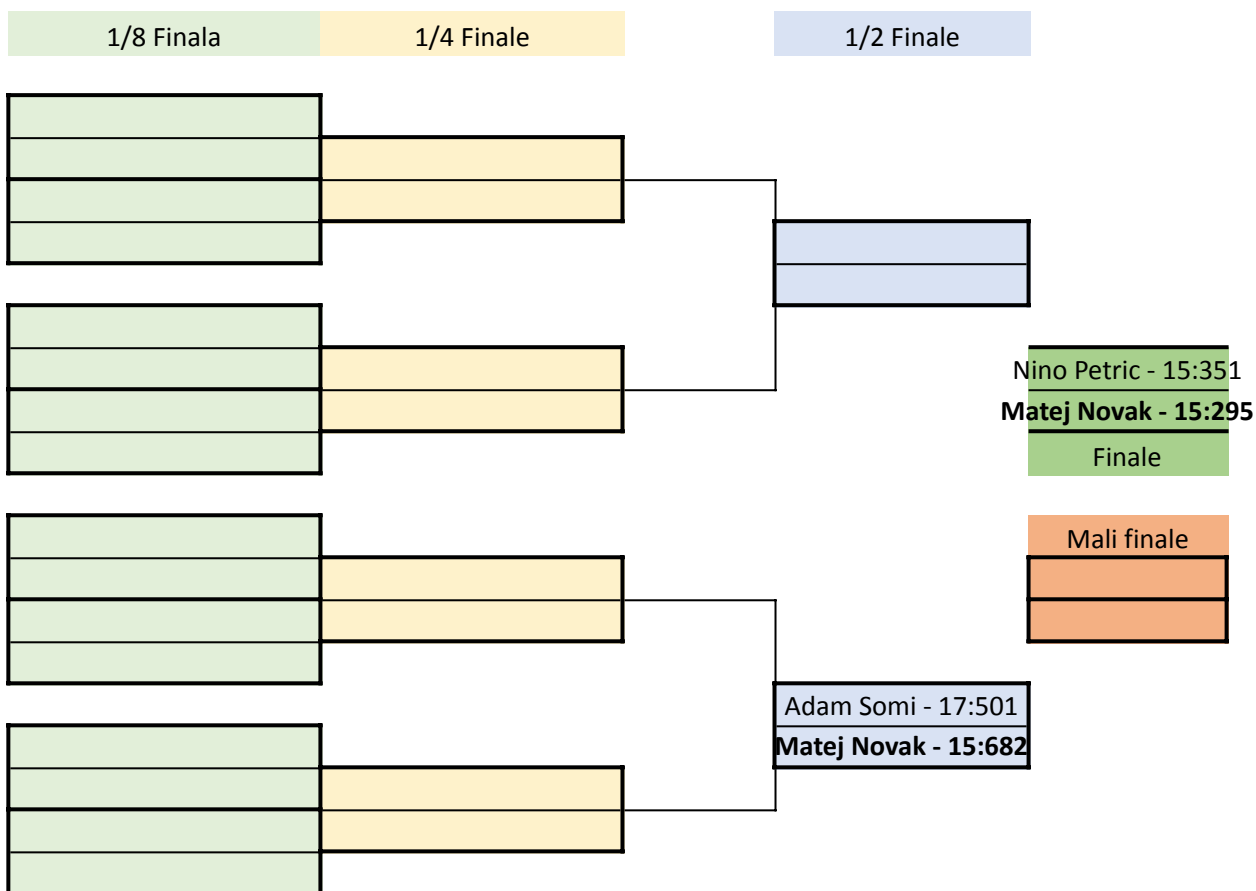 1/8 Finala
1/4 Finale
1/2 Finale
Nino Petric - 15:351
Matej Novak - 15:295
Finale
Mali finale
Adam Somi - 17:501
Matej Novak - 15:682